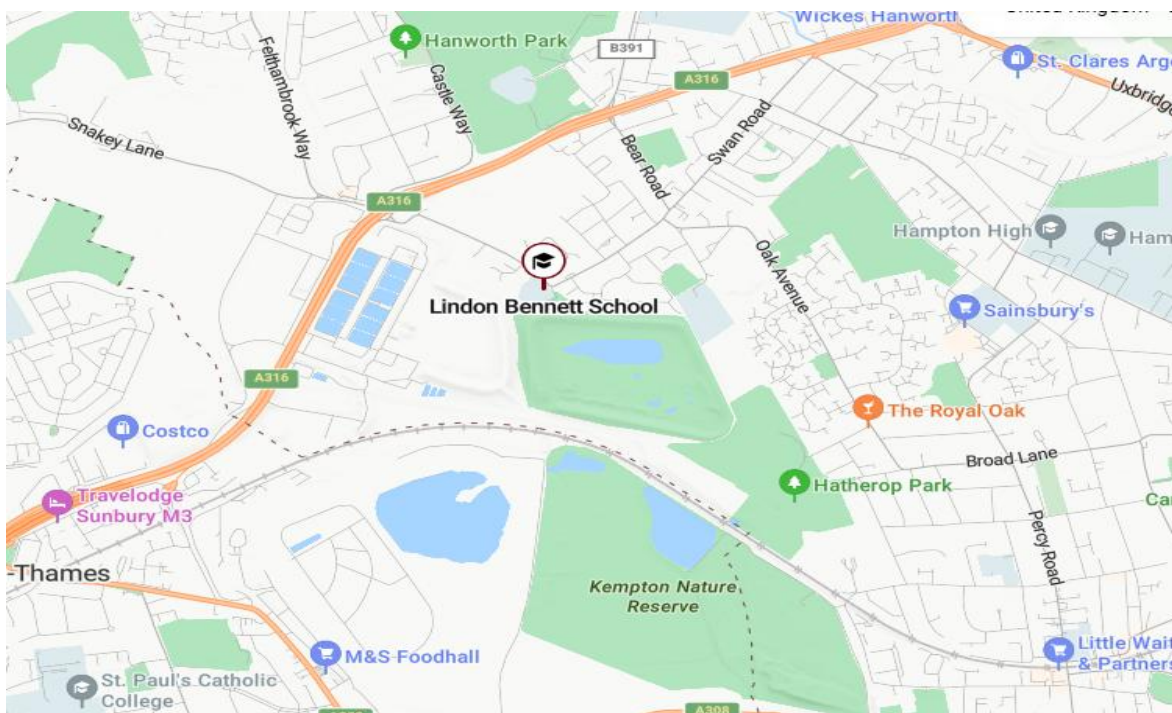 Wickes Hanworth
Hanworth Park
B391
St. Clares Arg
Felthambrook Way
Castle Way
A316
Uxbridge
Snakey Lane
Bear Road
Swan Road
A316
Hampton High
Ham
Oak Avenue
Lindon Bennett School
Sainsbury's
A316
The Royal Oak
Costco
Broad Lane
Hatherop Park
Car
Travelodge
Sunbury M3
Percy Road
-Thames
Kempton Nature
Reserve
M&S Foodhall
Little Wait
& Partners
St. Paul's Catholic
College
A308